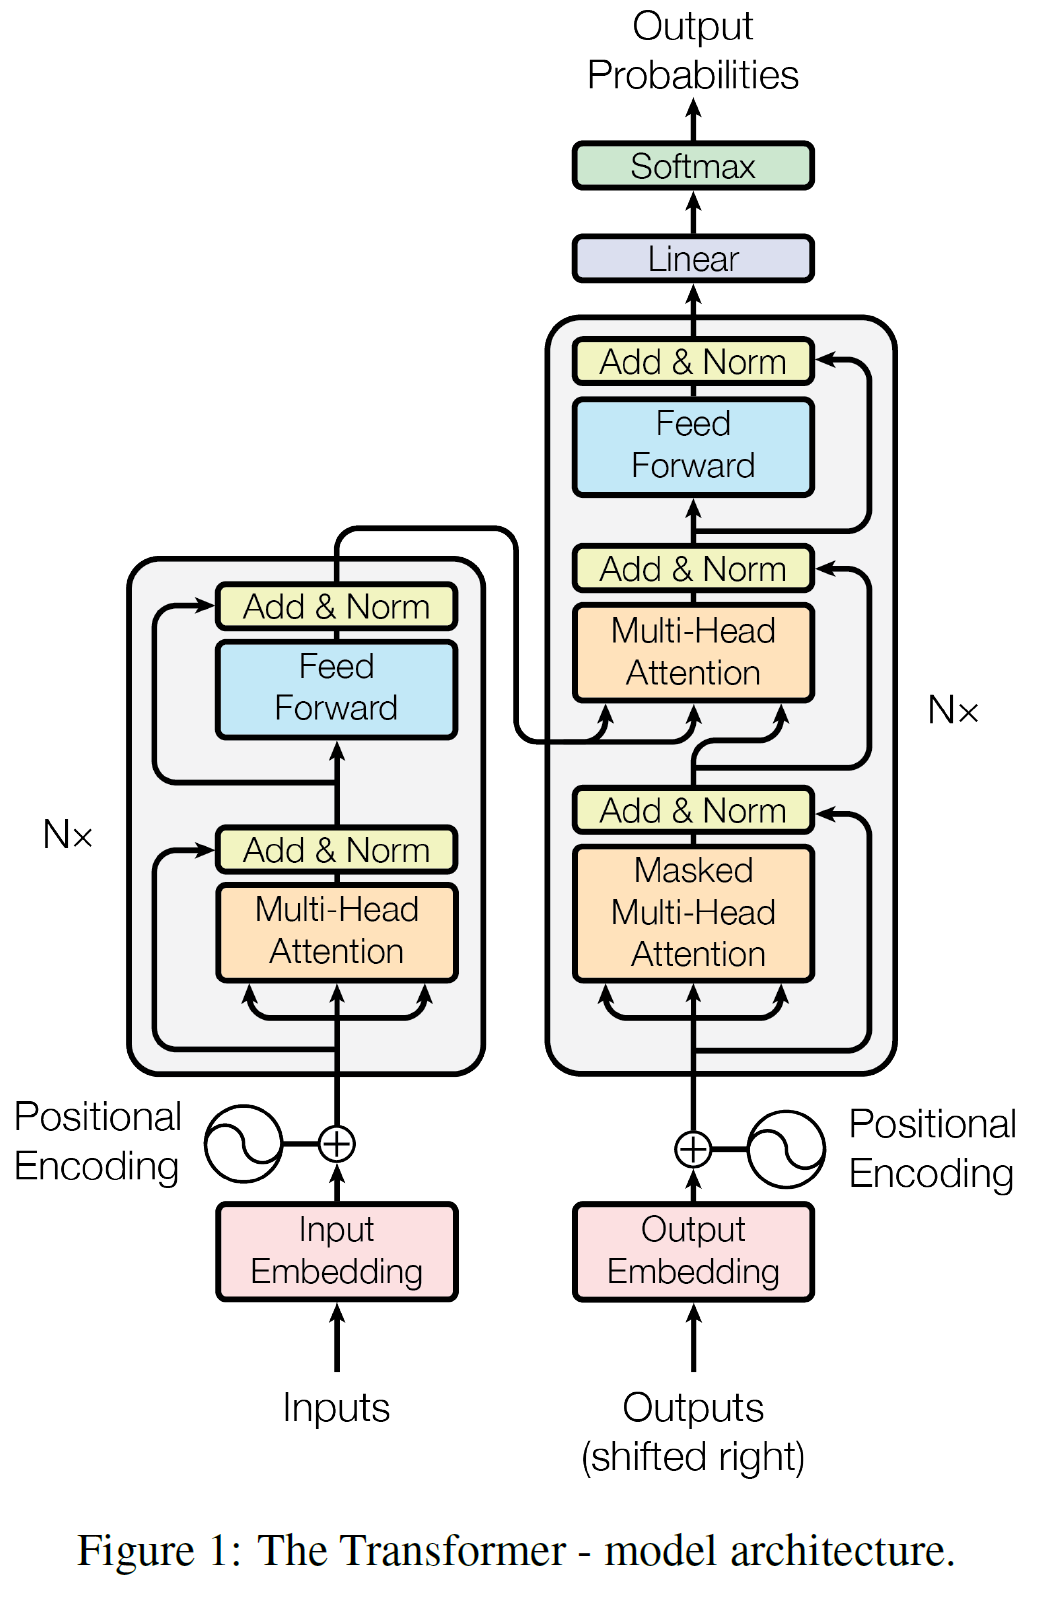 Output
Probabilities
Softmax
Linear
Add & Norm
Feed
Forward
Add & Norm
Multi-Head
Attention
Nx
Add & Norm
Masked
Multi-Head
Attention
Add & Norm
Feed
Forward
Nx
Add & Norm
Multi-Head
Attention
Positional
Encoding
Positional
Encoding
Input
Embedding
Output
Embedding
Inputs
Outputs
(shifted right)
Figure 1: The Transformer - model architecture.